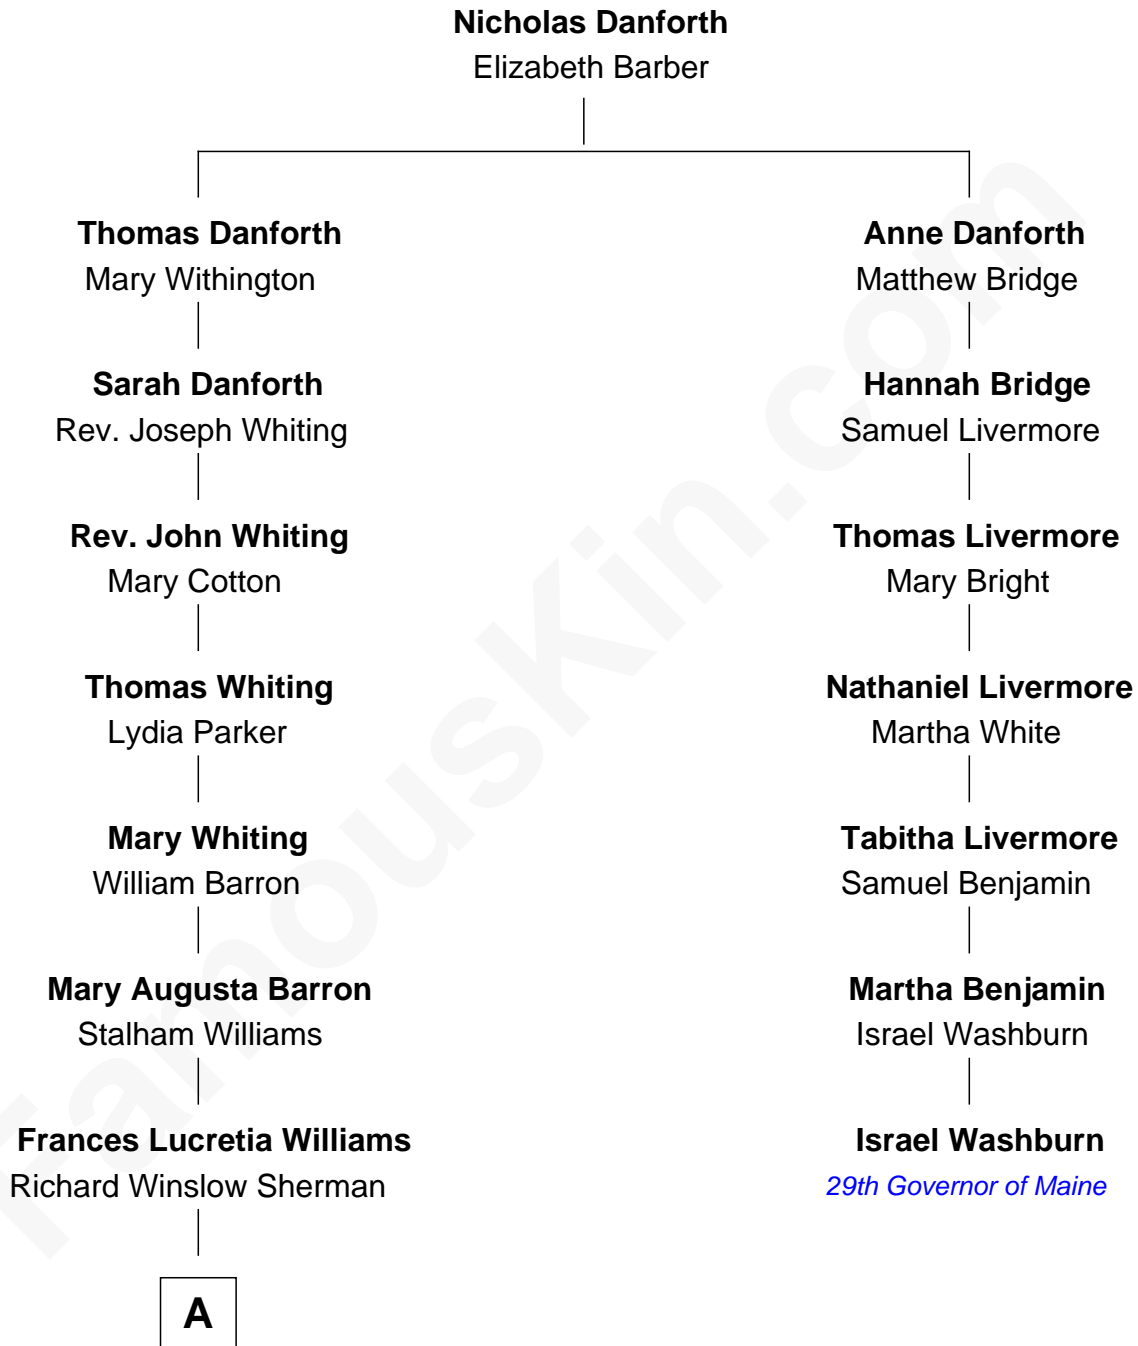 Nicholas Danforth
Elizabeth Barber
Thomas Danforth
Mary Withington
Anne Danforth
Matthew Bridge
Sarah Danforth
Rev. Joseph Whiting
Hannah Bridge
Samuel Livermore
Rev. John Whiting
Mary Cotton
Thomas Livermore
Mary Bright
Thomas Whiting
Lydia Parker
Nathaniel Livermore
Martha White
Mary Whiting
William Barron
Tabitha Livermore
Samuel Benjamin
Mary Augusta Barron
Stalham Williams
Martha Benjamin
Israel Washburn
Frances Lucretia Williams
Richard Winslow Sherman
Israel Washburn
29th Governor of Maine
A
FamousKin.com